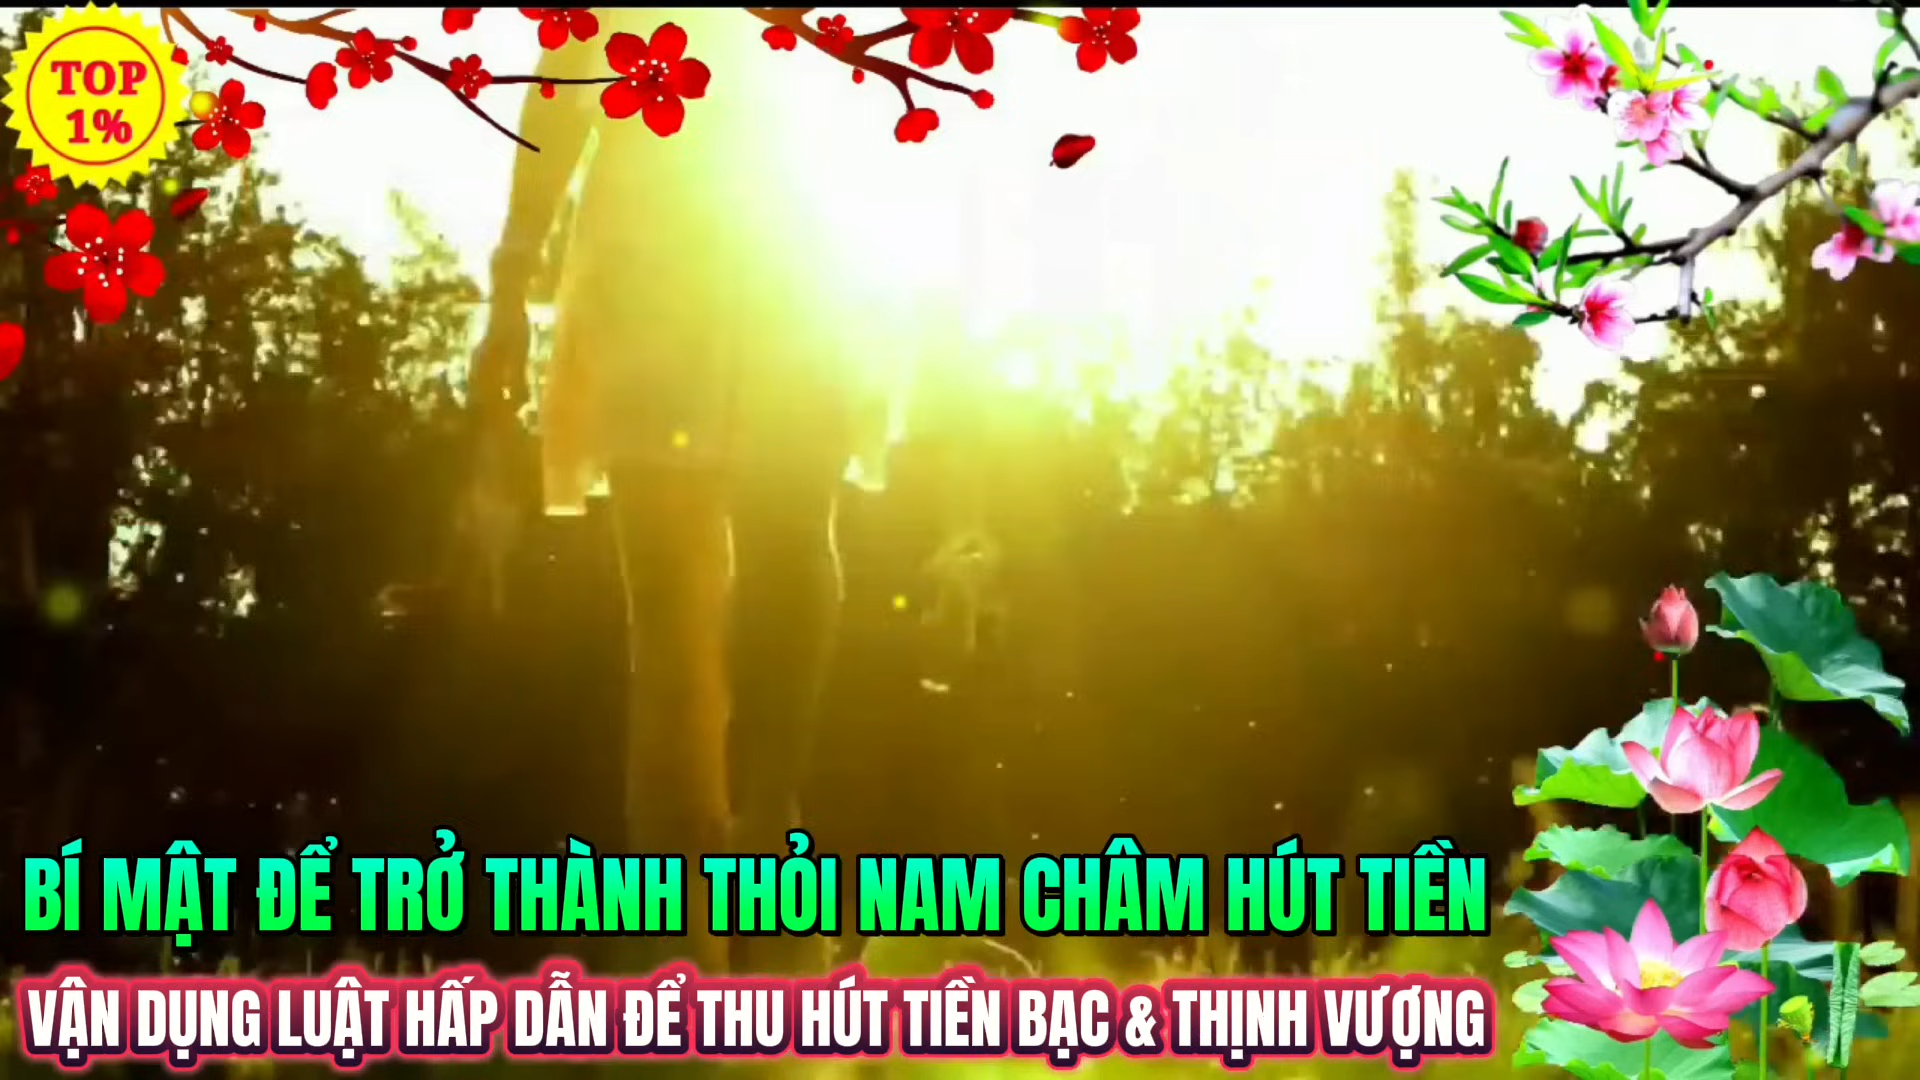 TOP
1%
BÍ MẬT ĐỂ TRỞ THÀNH THỎI NAM CHÂM HÚT TIỀN
VẬN DỤNG LUẬT HẤP DẪN ĐỂ THU HÚT TIỀN BẠC & THỊNH VƯỢNG